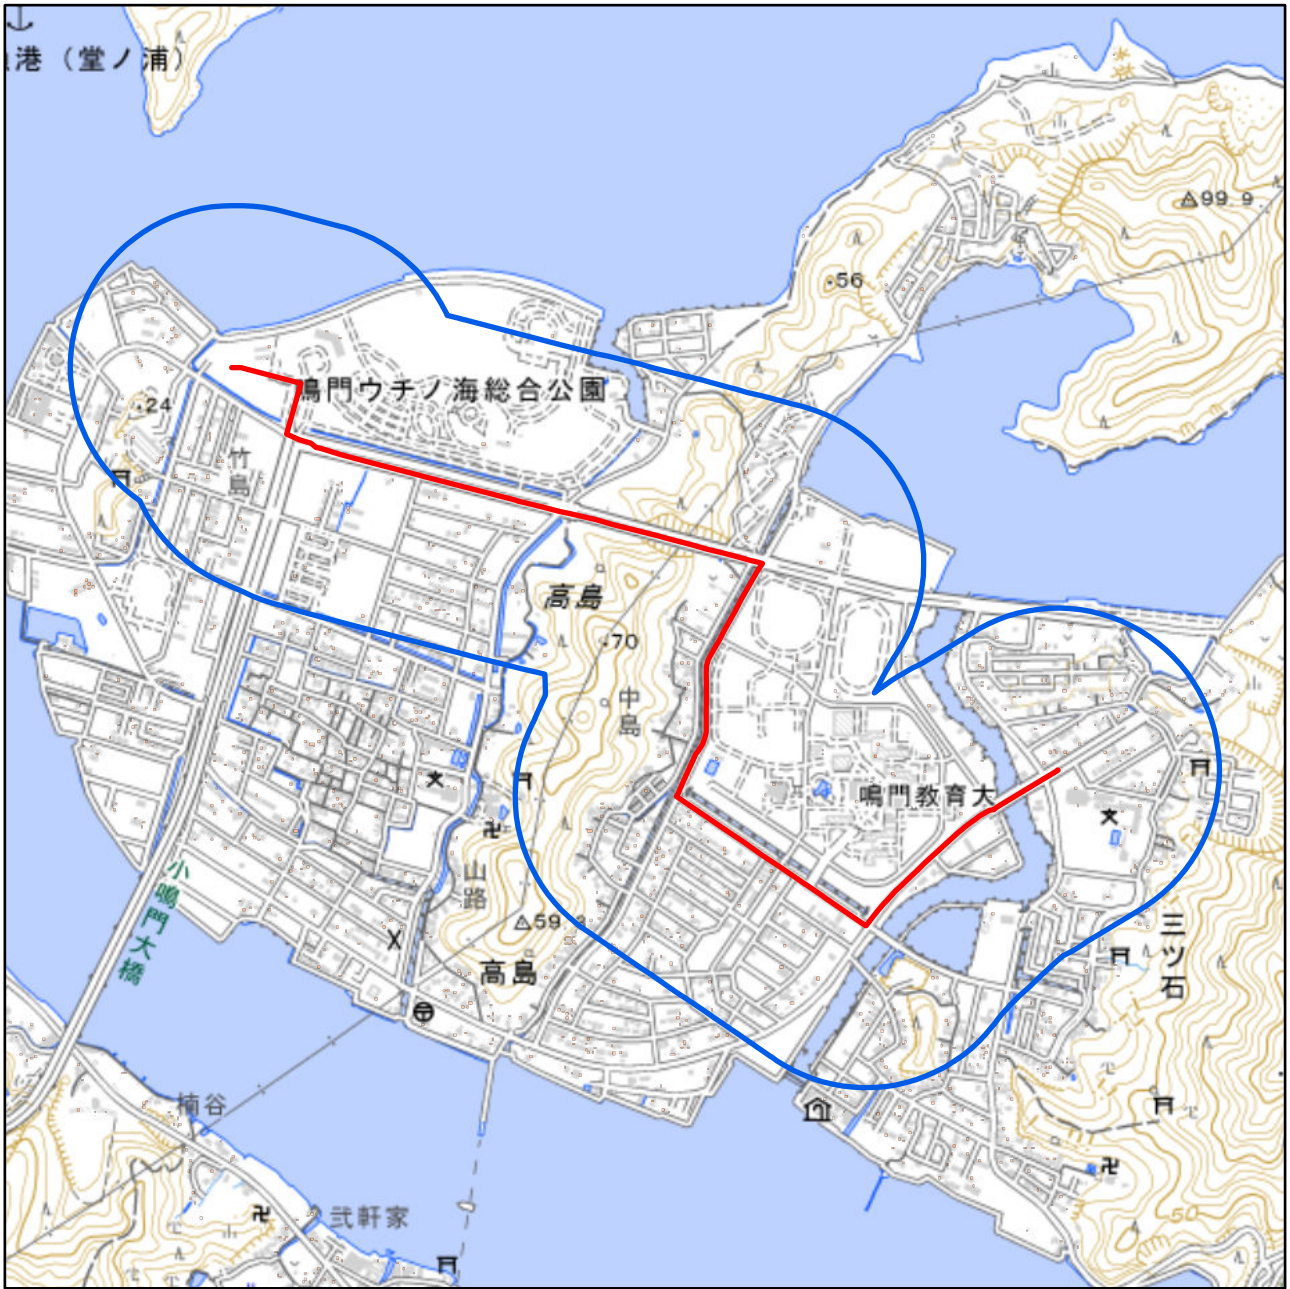 港（堂ノ浦）
99.9
56
鳴門ウチノ海総合公園
24
竹島
高島
70
中島
鳴門教育大
小鳴門大橋
山路
59.3
高島
三ツ石
楠谷
弐軒家
50